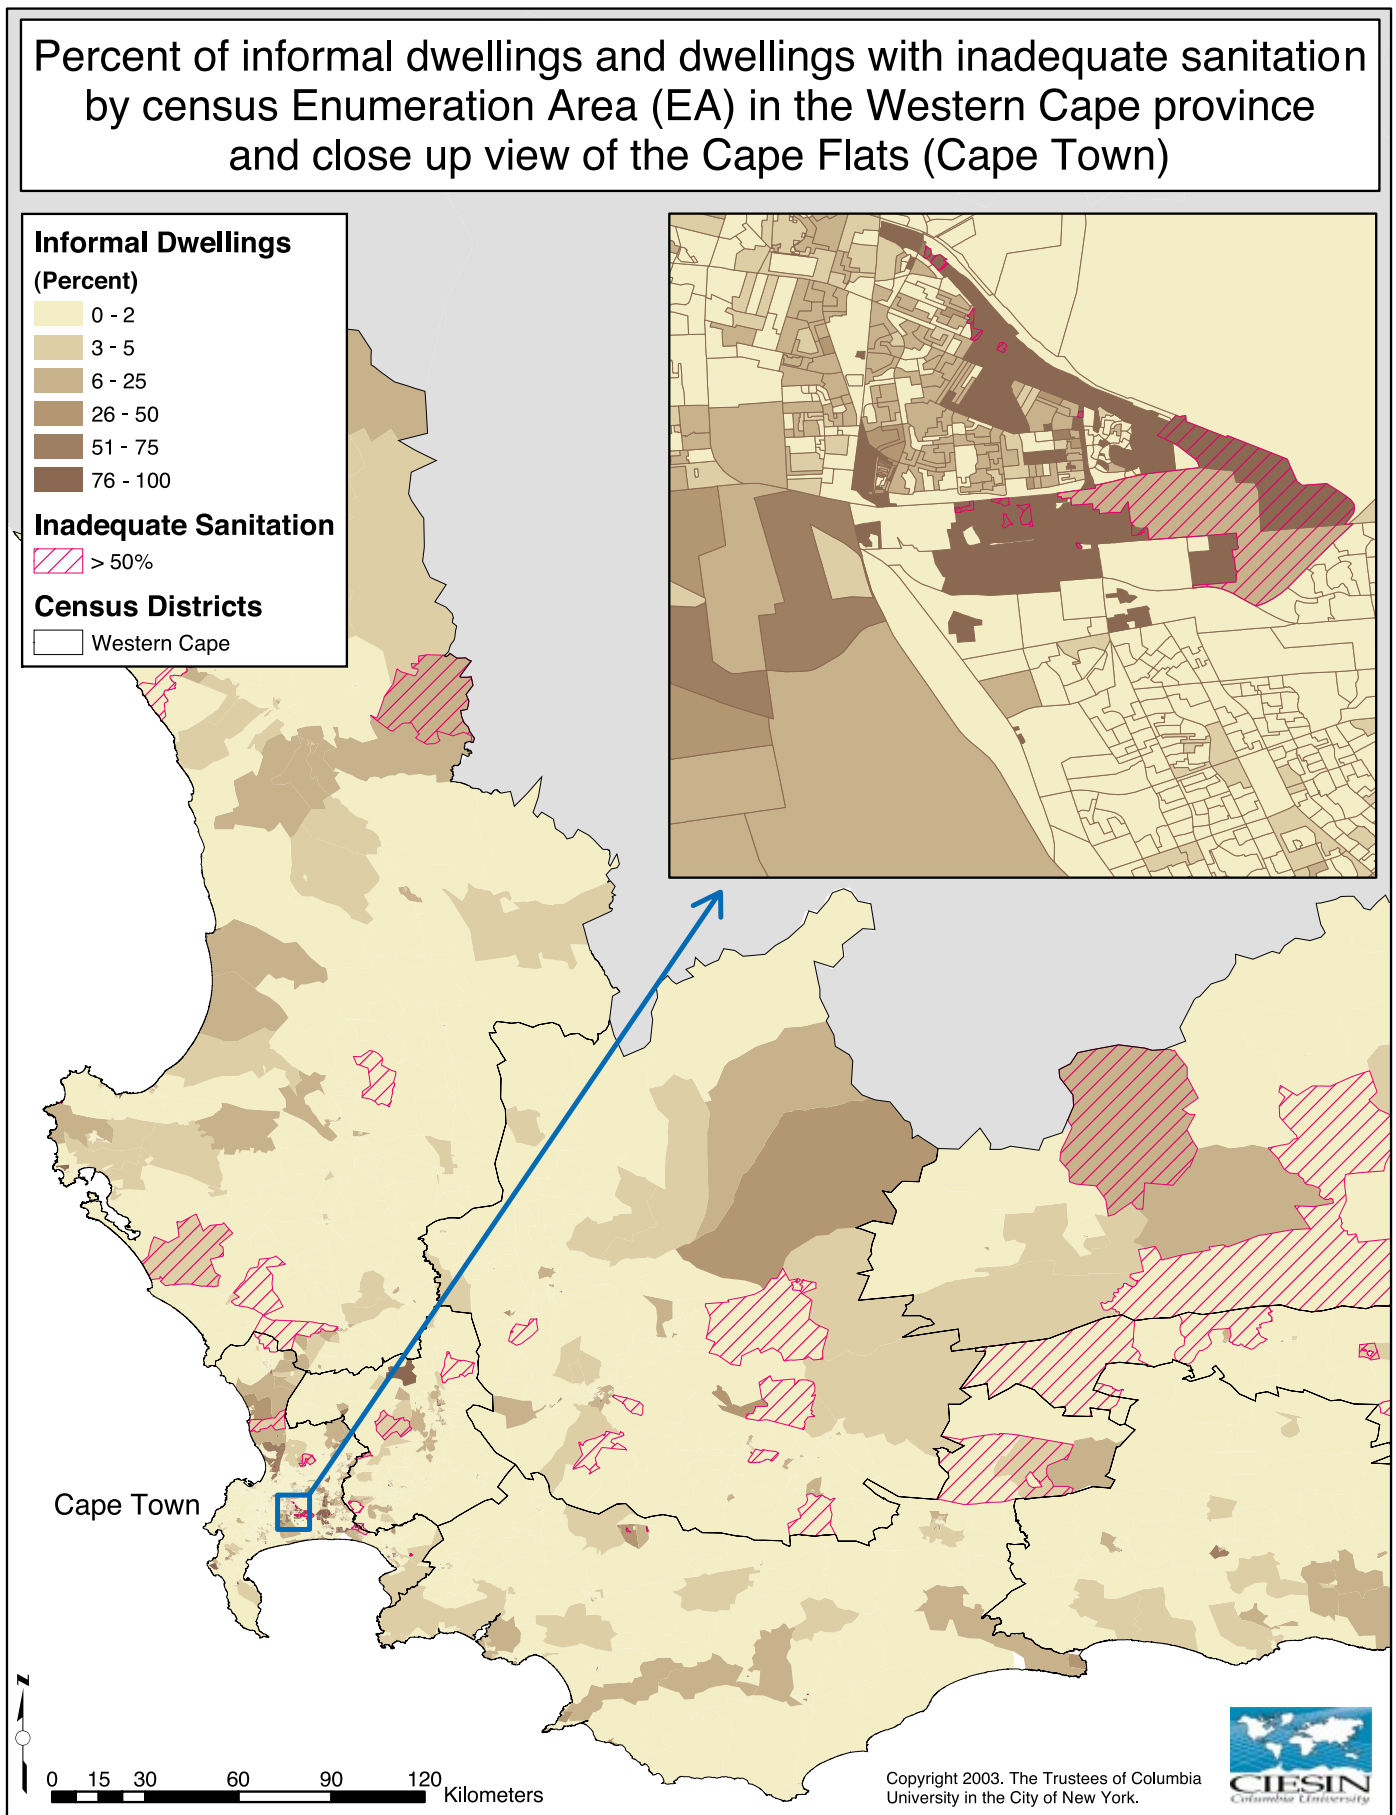 Percent of informal dwellings and dwellings with inadequate sanitation
by census Enumeration Area (EA) in the Western Cape province
and close up view of the Cape Flats (Cape Town)
Informal Dwellings
(Percent)
0 - 2
3 - 5
6 - 25
26 - 50
51 - 75
76 - 100
Inadequate Sanitation
> 50%
Census Districts
Western Cape
Cape Town
N
0 15 30 60 90 120
Kilometers
Copyright 2003. The Trustees of Columbia
University in the City of New York.
CIESIN
Columbia University